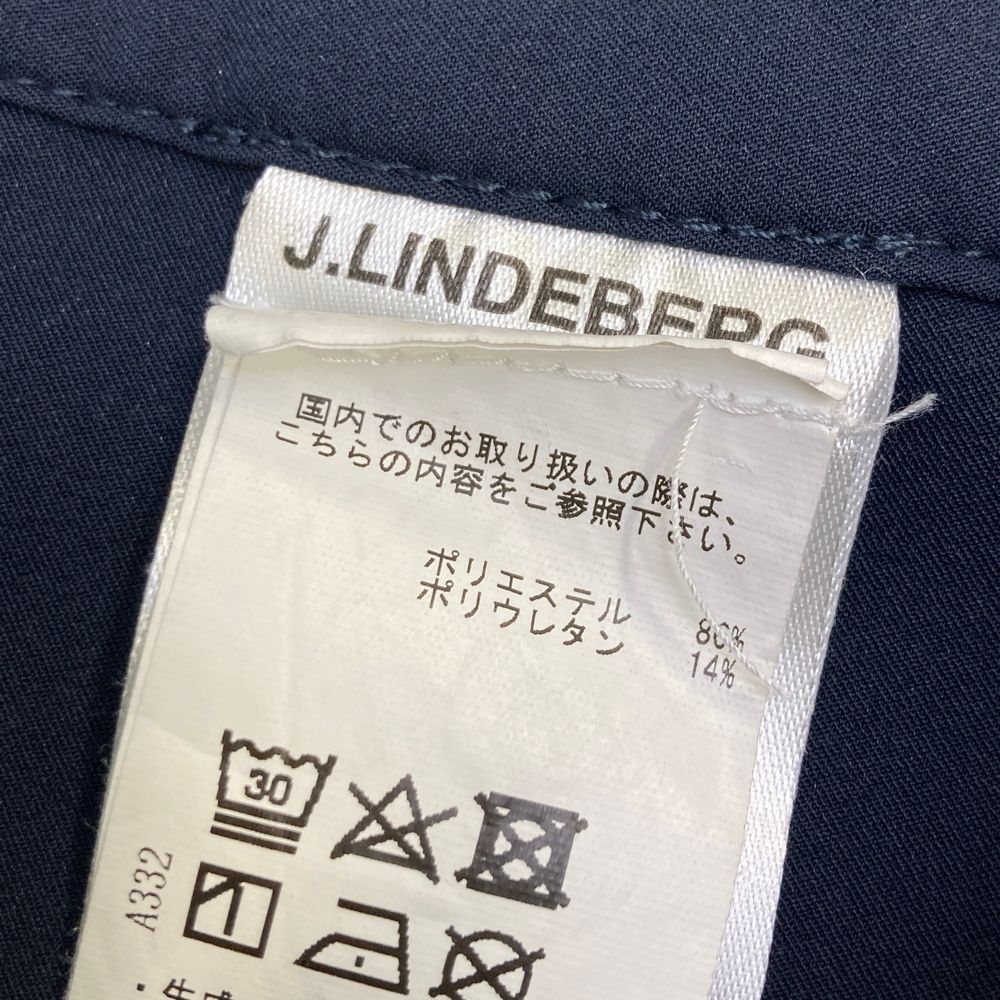 J.LINDEBERG
国内でのお取り扱いの際は、
こちらの内容をご参照下さい。
ポリエステル 86%
ポリウレタン 14%
30
A332